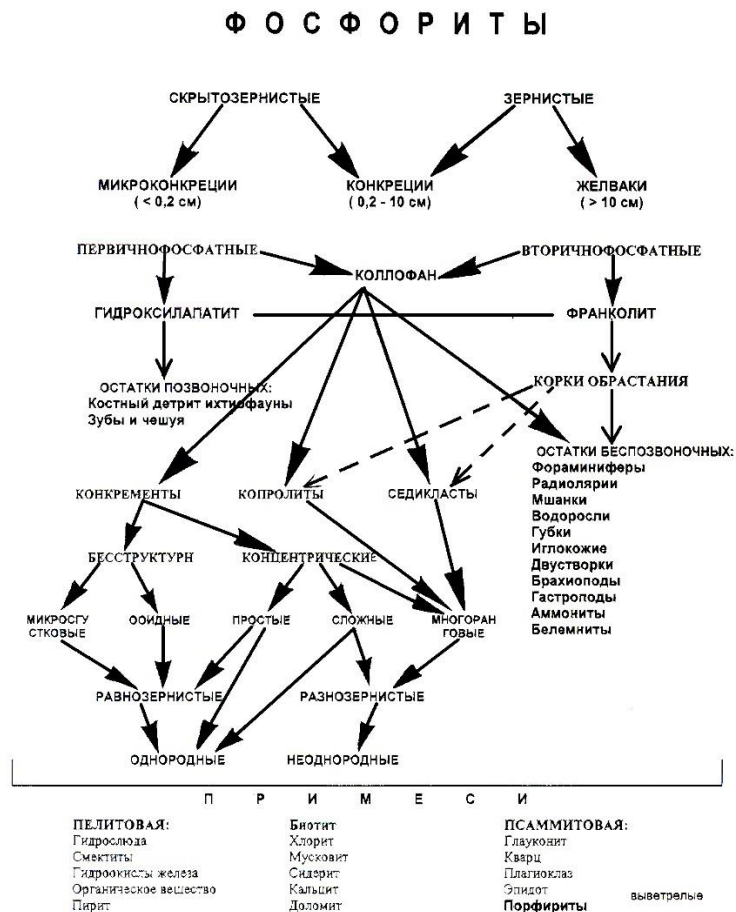 ФОСФОРИТЫ
СКРЫТОЗЕРНИСТЫЕ ЗЕРНИСТЫЕ
МИКРОКОНКРЕЦИИ КОНКРЕЦИИ ЖЕЛВАКИ
( < 0,2 см) ( 0,2 - 10 см) ( > 10 см)
ПЕРВИЧНОФОСФАТНЫЕ ВТОРИЧНОФОСФАТНЫЕ
КОЛЛОФАН
ГИДРОКСИЛАПАТИТ ФРАНКОЛИТ
КОРКИ ОБРАСТАНИЯ
ОСТАТКИ ПОЗВОНОЧНЫХ:
Костный детрит ихтиофауны
Зубы и чешуя
ОСТАТКИ БЕСПОЗВОНОЧНЫХ:
Фораминиферы
Радиолярии
Мшанки
Водоросли
Губки
Иглокожие
Двустворки
Брахиоподы
Гастроподы
Аммониты
Белемниты
КОНКРЕМЕНТЫ КОПРОЛИТЫ СЕДИКЛАСТЫ
БЕССТРУКТУРН КОНЦЕНТРИЧЕСКИЕ
МИКРОСГУ ООИДНЫЕ ПРОСТЫЕ СЛОЖНЫЕ МНОГОРАН
СТКОВЫЕ ГОВЫЕ
РАВНОЗЕРНИСТЫЕ РАЗНОЗЕРНИСТЫЕ
ОДНОРОДНЫЕ НЕОДНОРОДНЫЕ
ПРИМЕСИ
ПЕЛИТОВАЯ:
Гидрослюда
Смектиты
Гидроокислы железа
Органическое вещество
Пирит
Биотит
Хлорит
Мусковит
Сидерит
Кальцит
Доломит
ПСАММИТОВАЯ:
Глауконит
Кварц
Плагиоклаз
Эпидот
Порфириты
выветрелые